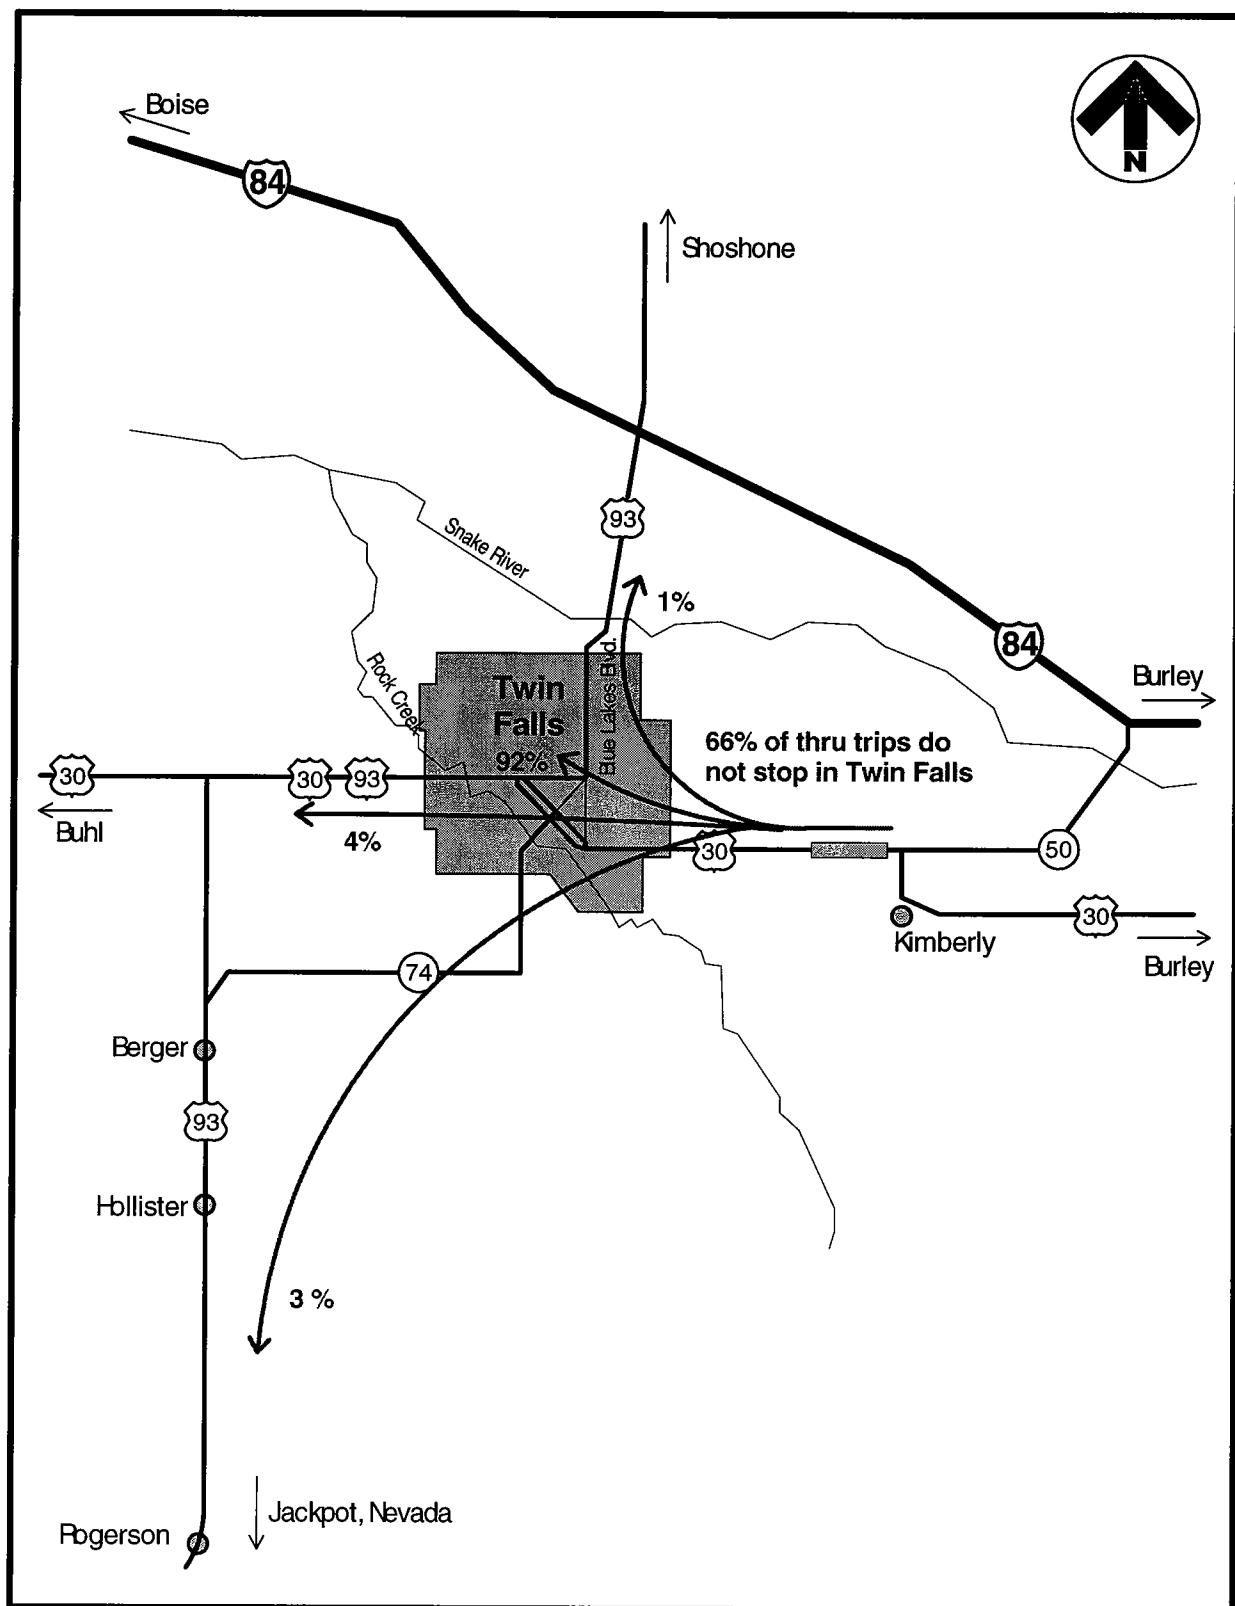 Boise
84
N
Shoshone
93
Snake River
1%
Rock Creek
Blue Lakes Blvd.
84
Burley
Twin
Falls
92%
66% of thru trips do
not stop in Twin Falls
30
30
93
Buhl
4%
30
50
Kimberly
30
Burley
74
Berger
93
Hollister
3 %
Jackpot, Nevada
Rogerson